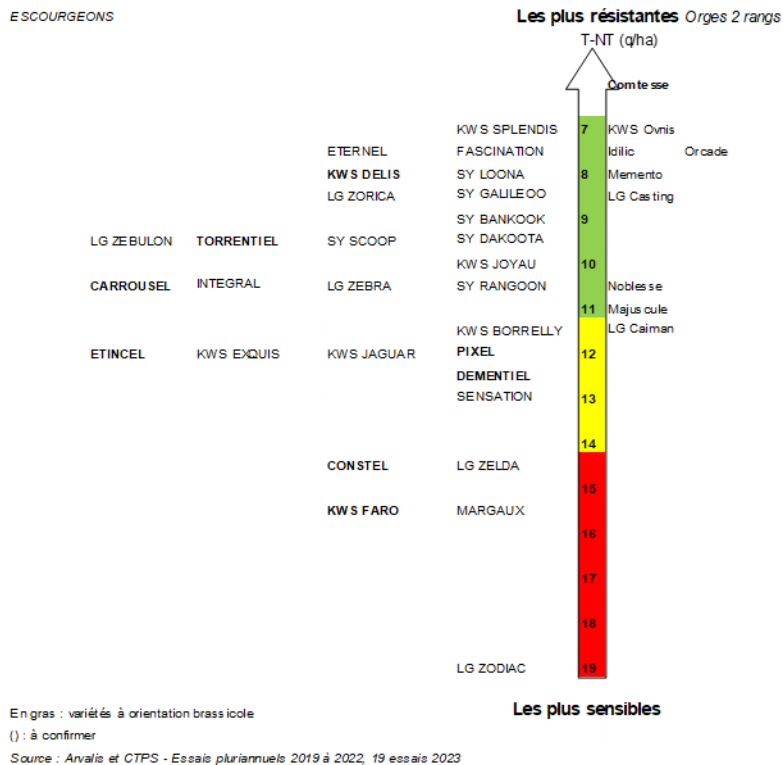 ESCOURGEONS Les plus résistantes Orges 2 rangs
T-NT (q/ha)
Comtesse
KWS SPLENDIS 7 KWS Ovnis
ETERNEL FASCINATION Idilic Orcade
KWS DELIS SY LOONA 8 Memento
LG ZORICA SY GALILEOO LG Casting
SY BANKOOK 9
LG ZEBULON TORRENTIEL SY SCOOP SY DAKOOTA
KWS JOYAU 10
CARROUSEL INTEGRAL LG ZEBRA SY RANGOON Noblesse
11 Majuscule
KWS BORRELLY LG Caiman
ETINCEL KWS EXQUIS KWS JAGUAR PIXEL 12
DEMENTIEL
SENSATION 13
14
CONSTEL LG ZELDA
15
KWS FARO MARGAUX
16
17
18
LG ZODIAC 19
En gras : variétés à orientation brassicole Les plus sensibles
() : à confirmer
Source : Arvalis et CTPS - Essais pluriannuels 2019 à 2022, 19 essais 2023